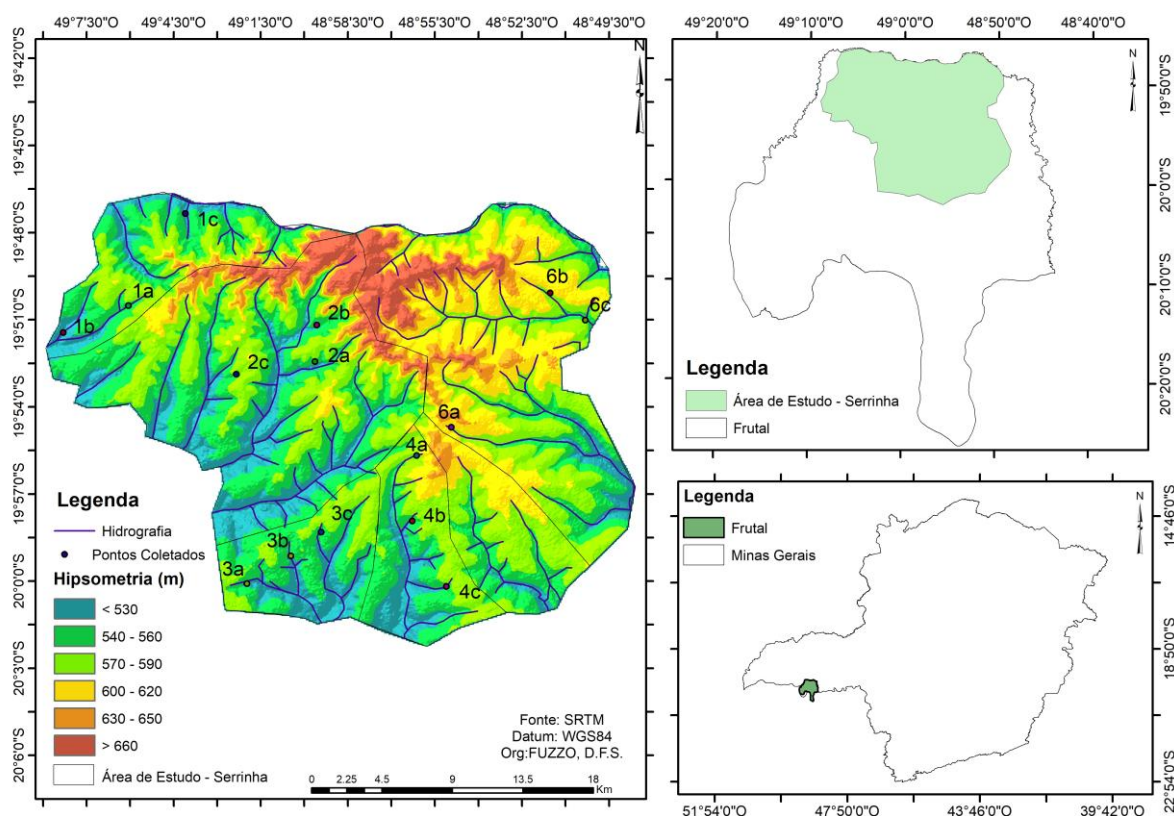 49°7'30"S 49°4'30"S 49°1'30"S 48°58'30"S 48°55'30"S 48°52'30"S 48°49'30"S
19°42'0"S
19°45'0"S
19°48'0"S
19°51'0"S
19°54'0"S
19°57'0"S
20°0'0"S
20°3'0"S
20°6'0"S
N
1c
1a
1b
2b
2a
2c
6b
6c
6a
4a
4b
4c
3c
3b
3a
Legenda
Hidrografia
Pontos Coletados
Hipsometria (m)
< 530
540 - 560
570 - 590
600 - 620
630 - 650
> 660
Área de Estudo - Serrinha
Fonte: SRTM
Datum: WGS84
Org:FUZZO, D.F.S.
0 2.25 4.5 9 13.5 18
Km
49°20'0"S 49°10'0"S 49°0'0"S 48°50'0"S 48°40'0"S
N
19°50'0"S
20°0'0"S
20°10'0"S
20°20'0"S
Legenda
Área de Estudo - Serrinha
Frutal
Legenda
Frutal
Minas Gerais
N
14°46'0"S
18°50'0"S
22°54'0"S
51°54'0"O 47°50'0"O 43°46'0"O 39°42'0"O